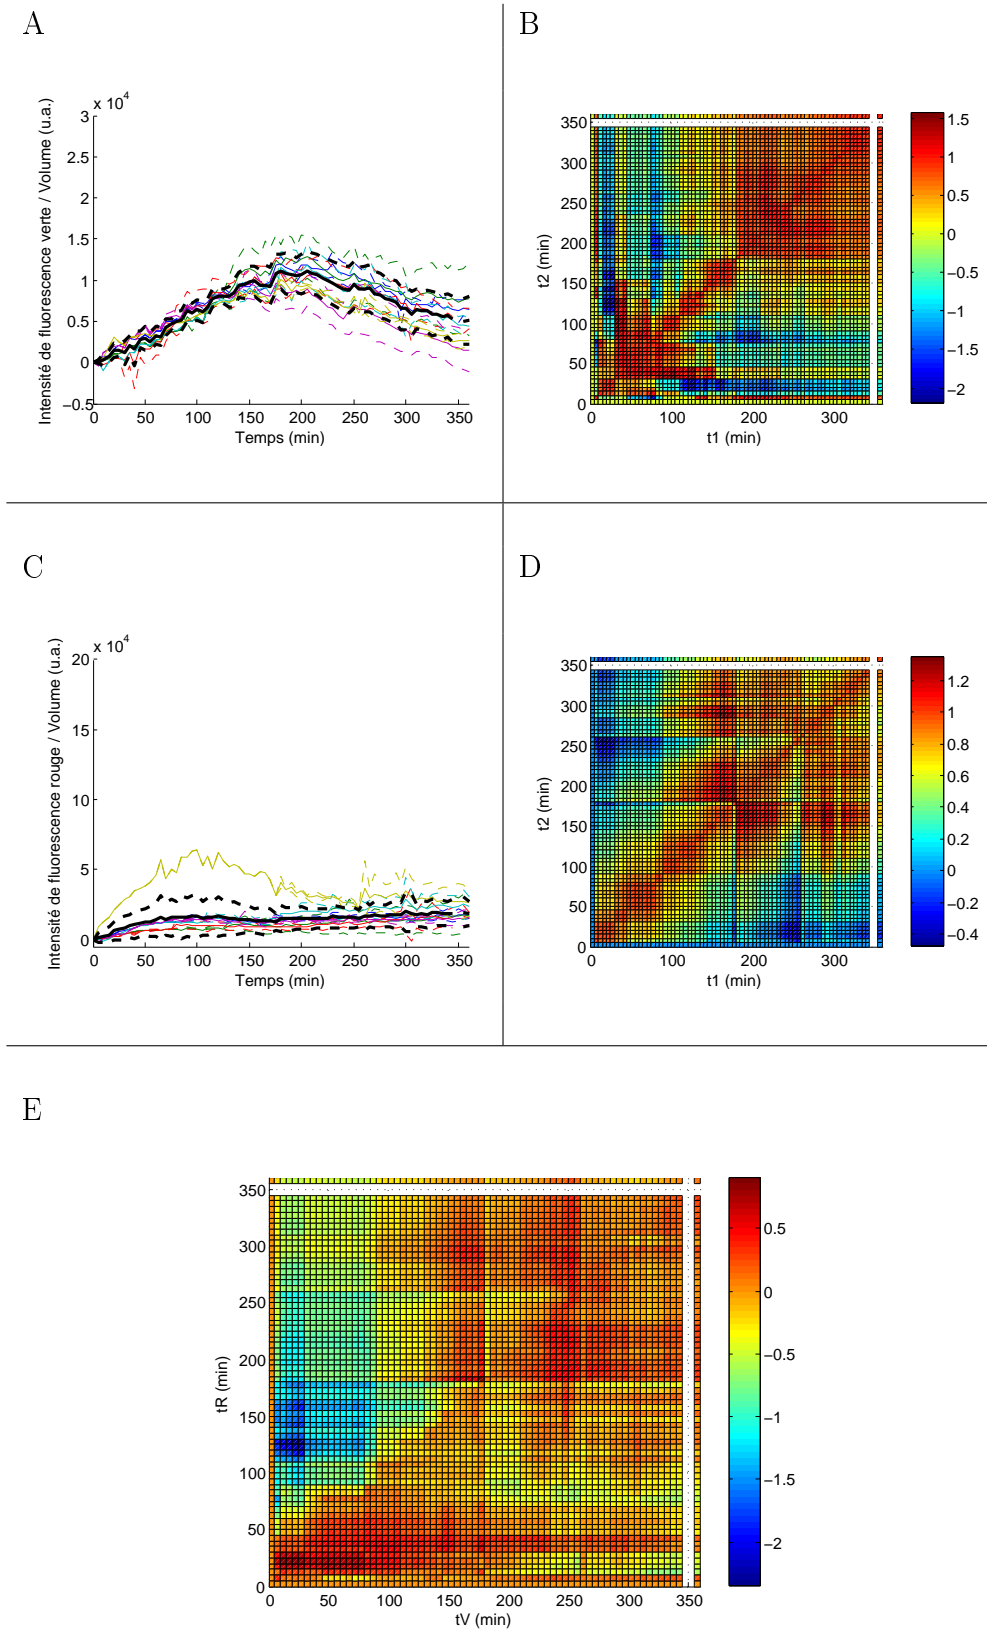 A
x 10^4
3
2.5
2
1.5
1
0.5
0
−0.5
0 50 100 150 200 250 300 350
Temps (min)
Intensité de fluorescence verte / Volume (u.a.)
B
350
300
250
200
150
100
50
0
0 100 200 300
t1 (min)
t2 (min)
1.5
1
0.5
0
−0.5
−1
−1.5
−2
C
x 10^4
20
15
10
5
0
0 50 100 150 200 250 300 350
Temps (min)
Intensité de fluorescence rouge / Volume (u.a.)
D
350
300
250
200
150
100
50
0
0 100 200 300
t1 (min)
t2 (min)
1.2
1
0.8
0.6
0.4
0.2
0
−0.2
−0.4
E
350
300
250
200
150
100
50
0
0 50 100 150 200 250 300 350
tV (min)
tR (min)
0.5
0
−0.5
−1
−1.5
−2